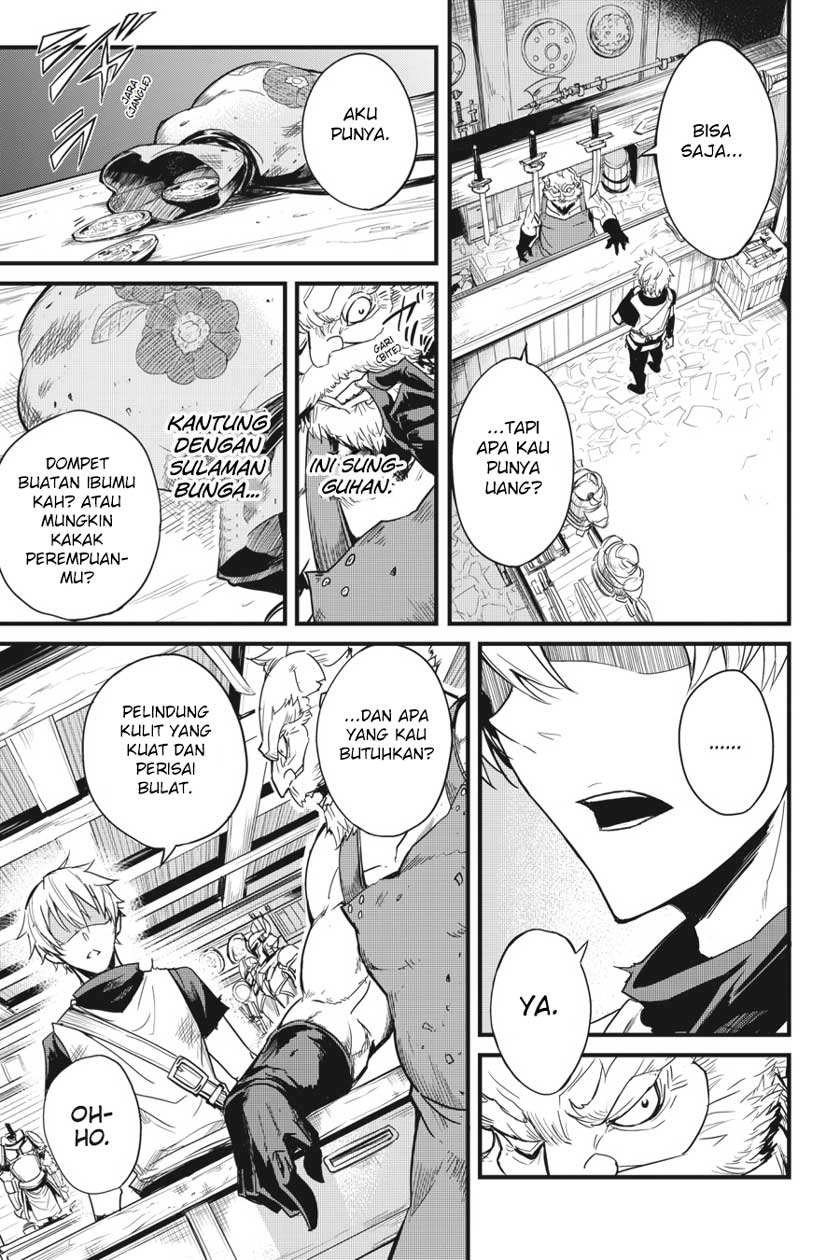 BISA
SAJA...
...TAPI
APA KAU
PUNYA
UANG?
AKU
PUNYA.
JARA
(JANGLE)
GARI
(BITE)
INI SUNG-
GUHAN.
KANTUNG
DENGAN
SULAMAN
BUNGA...
DOMPET
BUATAN IBUMU
KAH? ATAU
MUNGKIN
KAKAK
PEREMPUAN-
MU?
......
YA.
...DAN APA
YANG KAU
BUTUHKAN?
PELINDUNG
KULIT YANG
KUAT DAN
PERISAI
BULAT.
OH-
HO.